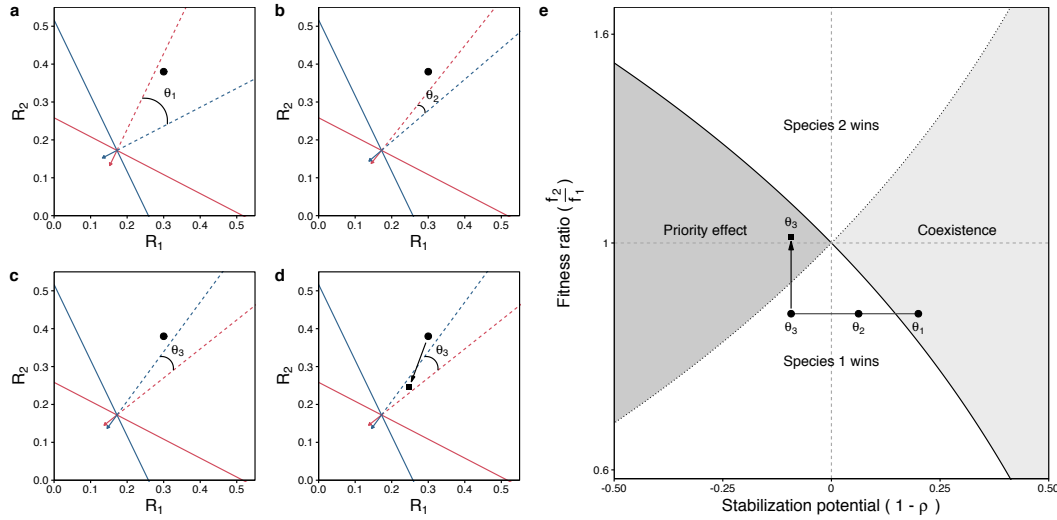 a
0.5
0.4
0.3
0.2
0.1
0.0
R2
θ1
0.0 0.1 0.2 0.3 0.4 0.5
R1
b
0.5
0.4
0.3
0.2
0.1
0.0
R2
θ2
0.0 0.1 0.2 0.3 0.4 0.5
R1
c
0.5
0.4
0.3
0.2
0.1
0.0
R2
θ3
0.0 0.1 0.2 0.3 0.4 0.5
R1
d
0.5
0.4
0.3
0.2
0.1
0.0
R2
θ3
0.0 0.1 0.2 0.3 0.4 0.5
R1
e
1.6
1
0.6
Fitness ratio ( f2 / f1 )
Species 2 wins
θ3
Priority effect
Coexistence
θ3 θ2 θ1
Species 1 wins
-0.50 -0.25 0 0.25 0.50
Stabilization potential ( 1 - ρ )